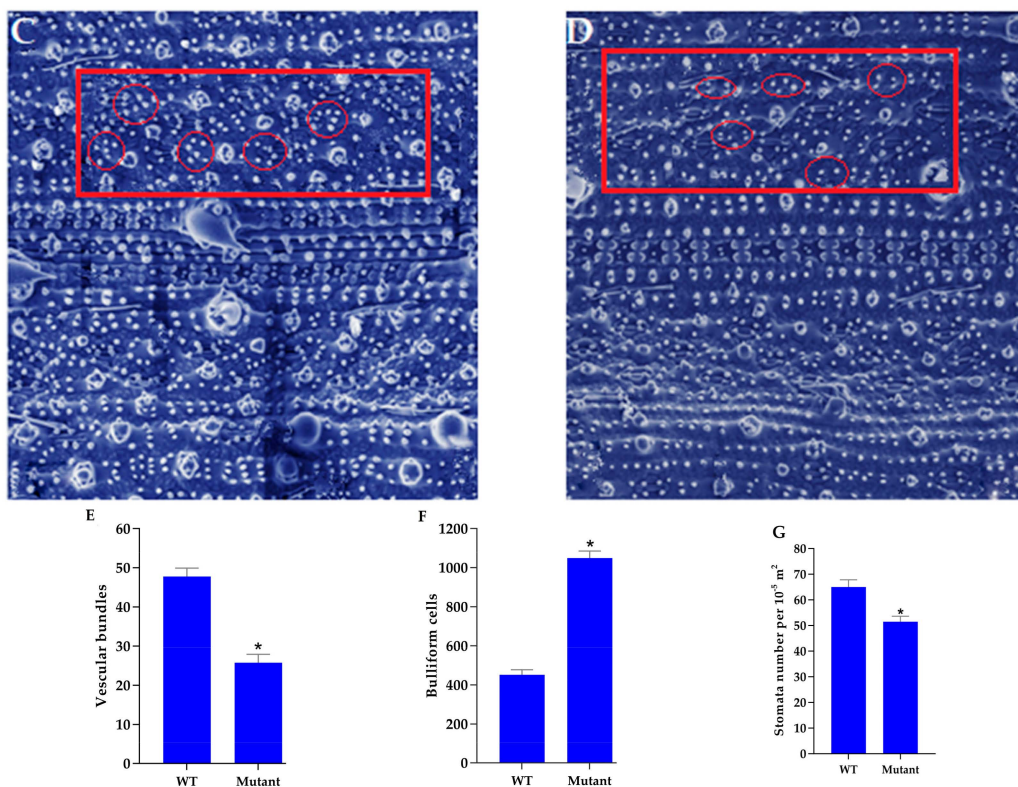 C
D
E
Vescular bundles
60
50
40
30
20
10
0
*
WT
Mutant
F
Bulliform cells
1200
1000
800
600
400
200
0
*
WT
Mutant
G
Stomata number per 10⁻⁵ m²
80
70
60
50
40
30
20
10
0
*
WT
Mutant